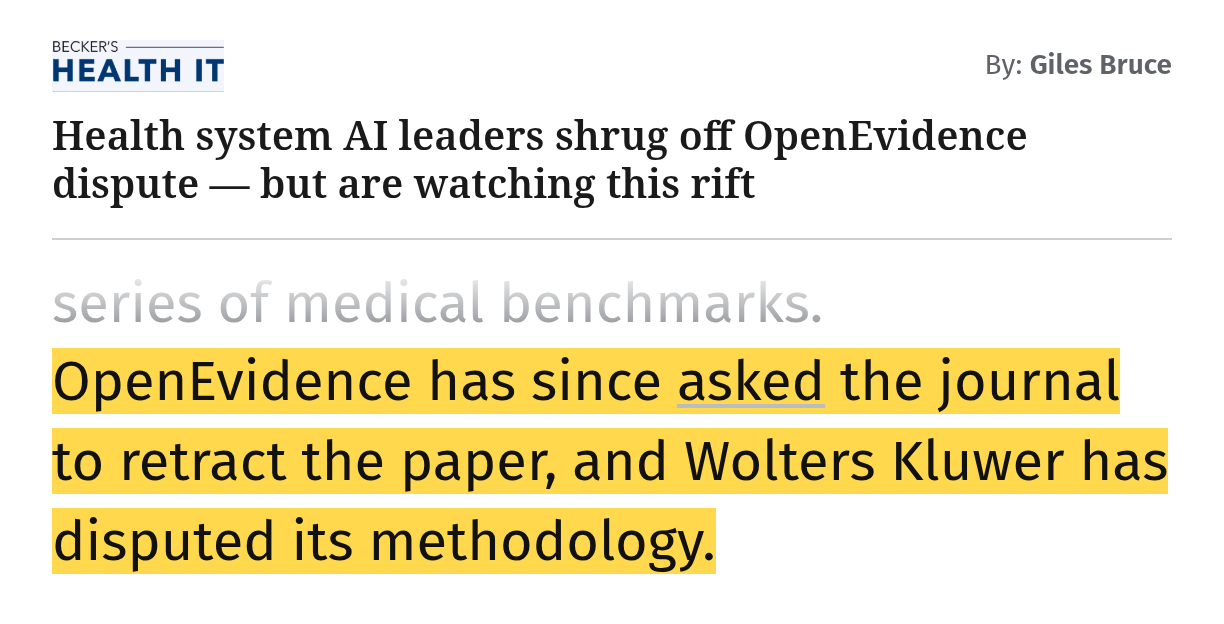 BECKER'S
HEALTH IT
By: Giles Bruce
Health system AI leaders shrug off OpenEvidence
dispute — but are watching this rift
series of medical benchmarks.
OpenEvidence has since asked the journal
to retract the paper, and Wolters Kluwer has
disputed its methodology.